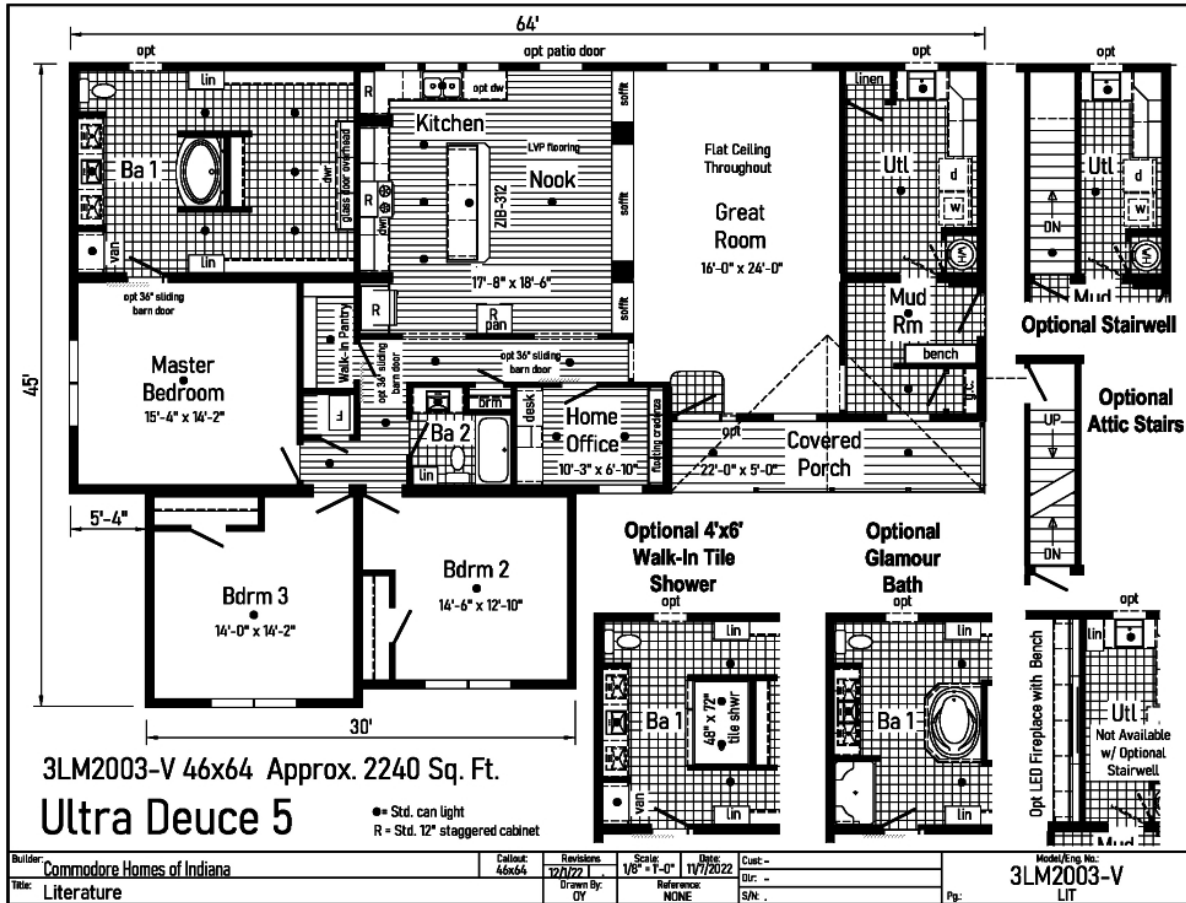 64'
opt
opt patio door
opt
opt
lin
R
opt dw
soffit
linen
Kitchen
LVP flooring
Flat Ceiling
Throughout
Utl
Utl
Ba 1
glass door overhead
dwr
R
dwn
ZIB-312
Nook
soffit
Great
Room
16'-0" x 24'-0"
d
w
d
w
DN
WH
WH
van
lin
17'-8" x 18'-6"
opt 36" sliding
barn door
R
R
pan
soffit
Mud
Rm
Mud
Optional Stairwell
45'
Master
Bedroom
15'-4" x 14'-2"
Walk-In Pantry
opt 36" sliding
barn door
opt 36" sliding
barn door
bench
g.c.
F
brm
desk
Home
Office
10'-3" x 6'-10"
floating credenza
Ba 2
lin
opt
Covered
Porch
22'-0" x 5'-0"
UP
DN
Optional
Attic Stairs
5'-4"
Bdrm 3
14'-0" x 14'-2"
Bdrm 2
14'-6" x 12'-10"
30'
Optional 4'x6'
Walk-In Tile
Shower
opt
lin
Ba 1
48" x 72"
tile shwr
van
lin
Optional
Glamour
Bath
opt
lin
Ba 1
lin
opt
Opt LED Fireplace with Bench
lin
Utl
Not Available
w/ Optional
Stairwell
Mud
3LM2003-V 46x64 Approx. 2240 Sq. Ft.
Ultra Deuce 5
= Std. can light
R = Std. 12" staggered cabinet
Builder: Commodore Homes of Indiana
Callout: 46x64
Revisions 12/1/22
Scale: 1/8" = 1'-0"
Date: 11/7/2022
Cust: -
Dlr: -
S/N: .
Model/Eng. No.: 3LM2003-V
Title: Literature
Drawn By: OY
Reference: NONE
Pg.: LIT